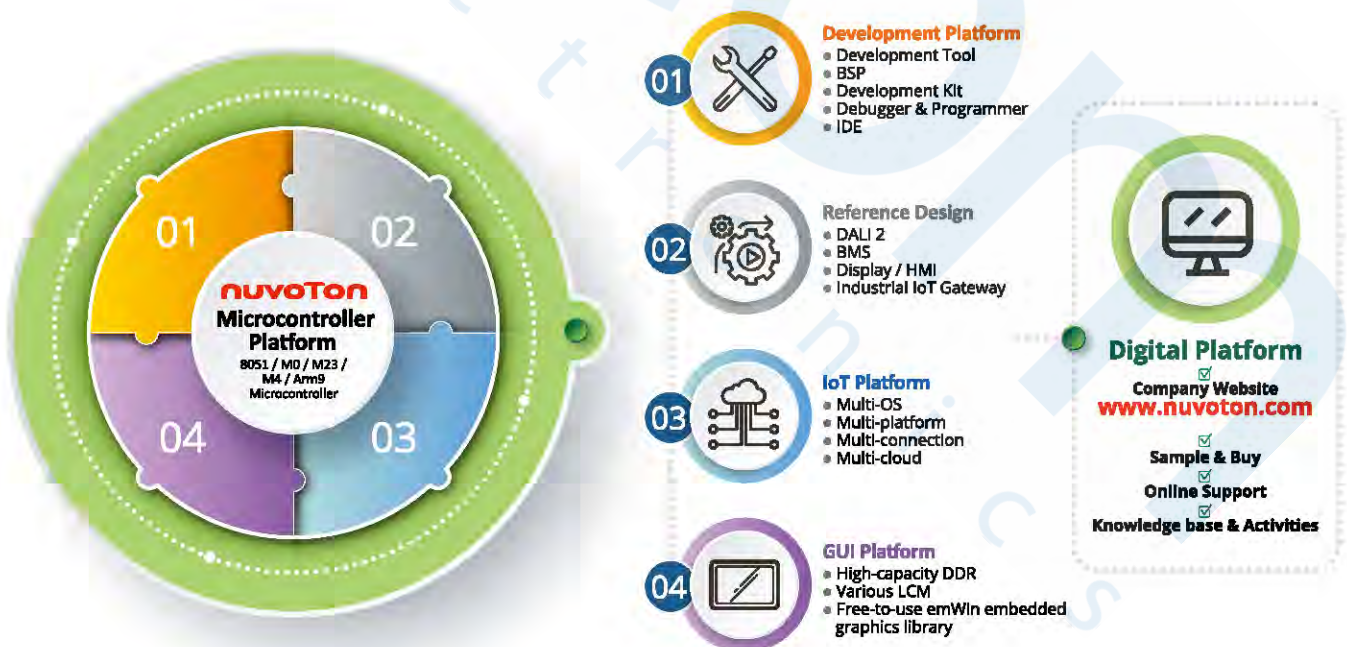 01
02
03
04
nuvoTon
Microcontroller
Platform
8051 / M0 / M23 /
M4 / Arm9
Microcontroller
01
Development Platform
Development Tool
BSP
Development Kit
Debugger & Programmer
IDE
02
Reference Design
DALI 2
BMS
Display / HMI
Industrial IoT Gateway
03
IoT Platform
Multi-OS
Multi-platform
Multi-connection
Multi-cloud
04
GUI Platform
High-capacity DDR
Various LCM
Free-to-use emWin embedded
graphics library
Digital Platform
Company Website
www.nuvoton.com
Sample & Buy
Online Support
Knowledge base & Activities